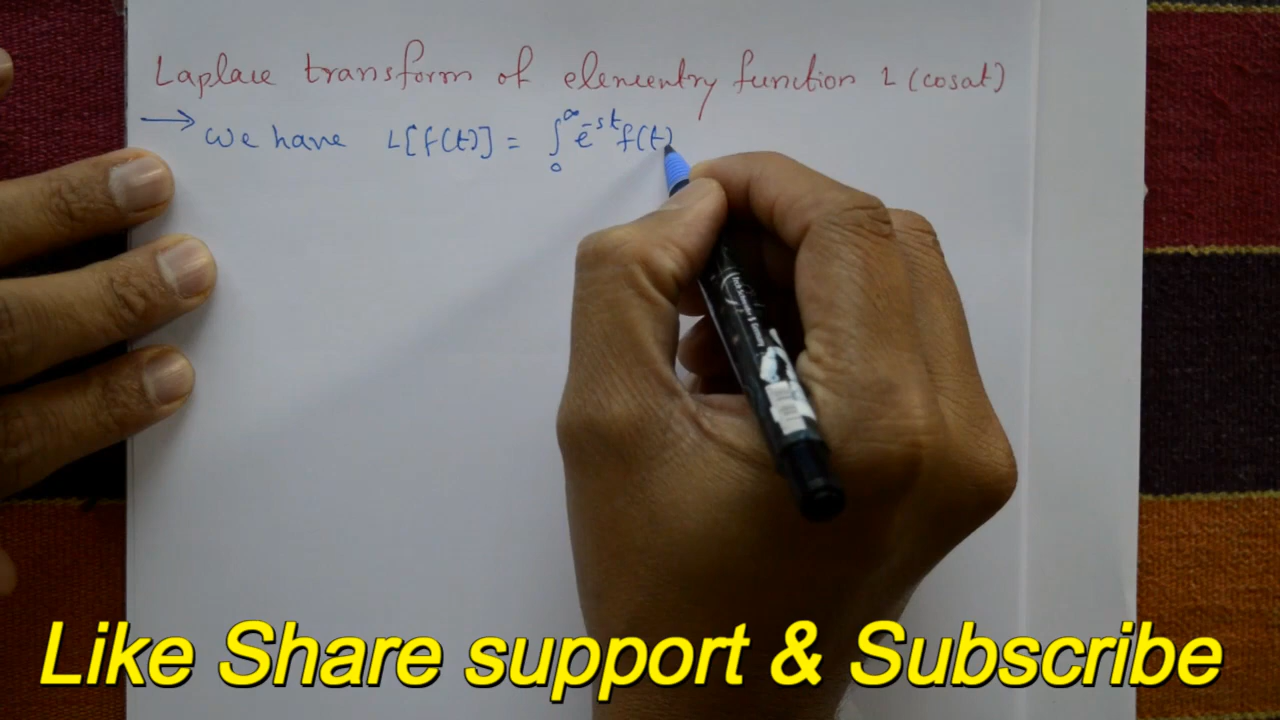 Laplace transform of elementry function L(cosat)
→ we have L[f(t)] = ∫₀^∞ e^-st f(t)
Like Share support & Subscribe